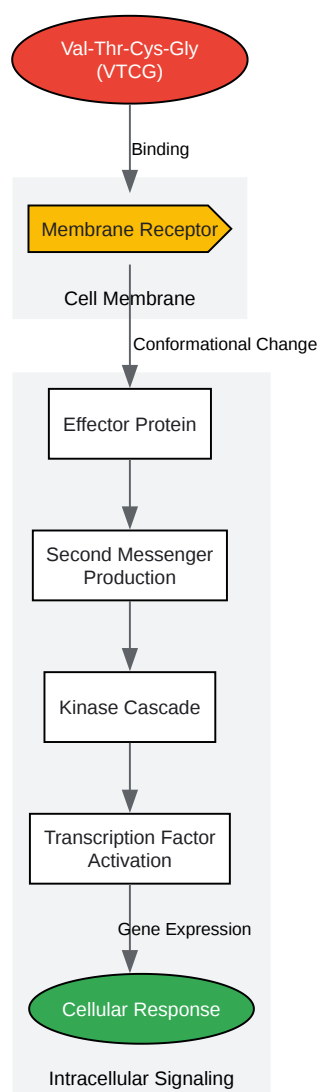 Val-Thr-Cys-Gly
(VTCG)
Binding
Membrane Receptor
Cell Membrane
Conformational Change
Effector Protein
Second Messenger
Production
Kinase Cascade
Transcription Factor
Activation
Gene Expression
Cellular Response
Intracellular Signaling